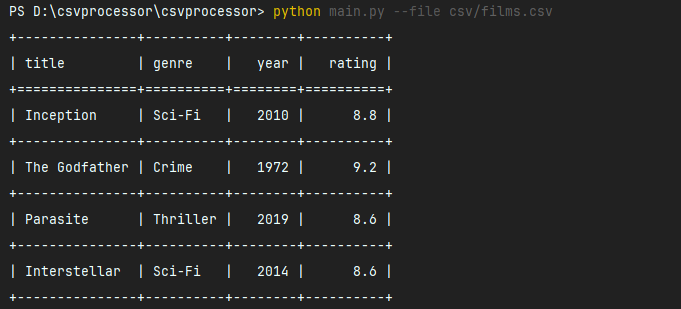 PS D:\csvprocessor\csvprocessor> python main.py --file csv/films.csv
+---------------+----------+--------+----------+
| title         | genre    |   year |   rating |
+===============+==========+========+==========+
| Inception     | Sci-Fi   |   2010 |      8.8 |
+---------------+----------+--------+----------+
| The Godfather | Crime    |   1972 |      9.2 |
+---------------+----------+--------+----------+
| Parasite      | Thriller |   2019 |      8.6 |
+---------------+----------+--------+----------+
| Interstellar  | Sci-Fi   |   2014 |      8.6 |
+---------------+----------+--------+----------+